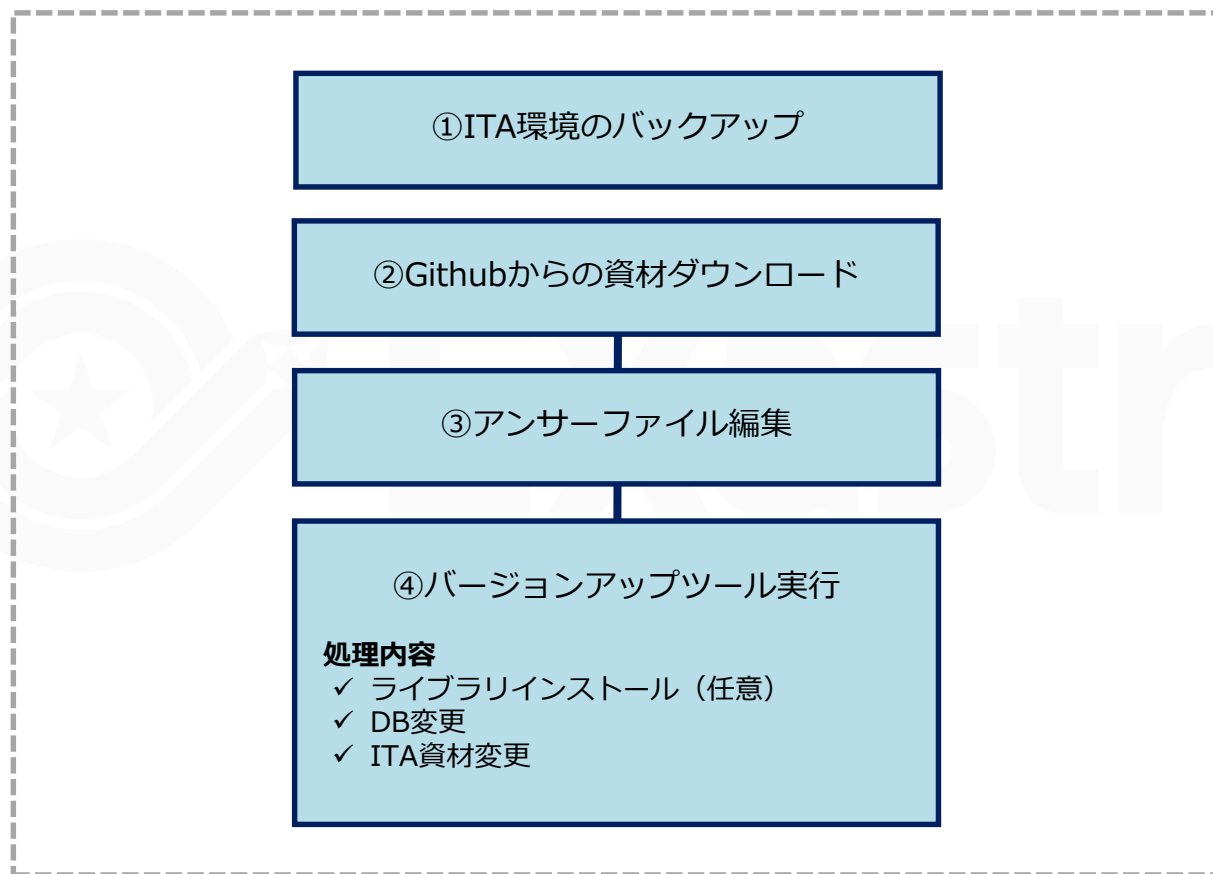 ①ITA環境のバックアップ
②Githubからの資材ダウンロード
③アンサーファイル編集
④バージョンアップツール実行
処理内容
✓ ライブラリインストール（任意）
✓ DB変更
✓ ITA資材変更